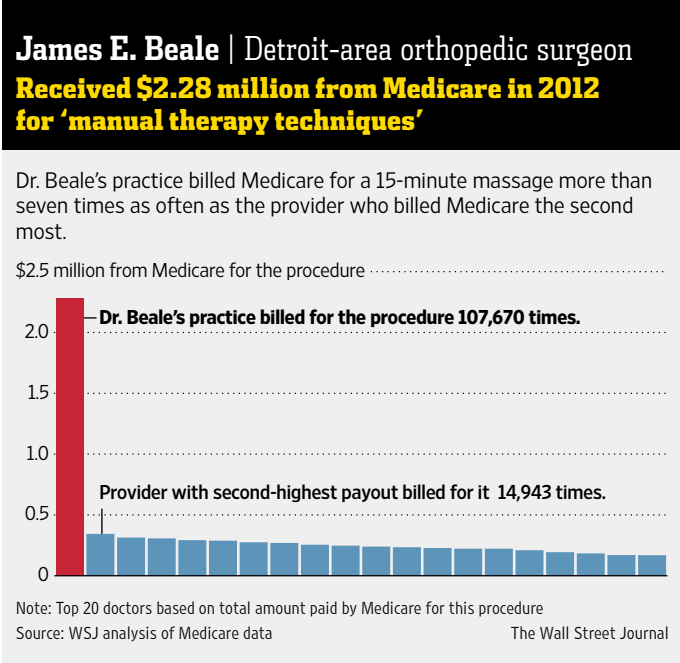 James E. Beale | Detroit-area orthopedic surgeon
Received $2.28 million from Medicare in 2012
for ‘manual therapy techniques’
Dr. Beale’s practice billed Medicare for a 15-minute massage more than
seven times as often as the provider who billed Medicare the second
most.
$2.5 million from Medicare for the procedure
Dr. Beale’s practice billed for the procedure 107,670 times.
2.0
1.5
1.0
Provider with second-highest payout billed for it 14,943 times.
0.5
0
Note: Top 20 doctors based on total amount paid by Medicare for this procedure
Source: WSJ analysis of Medicare data
The Wall Street Journal